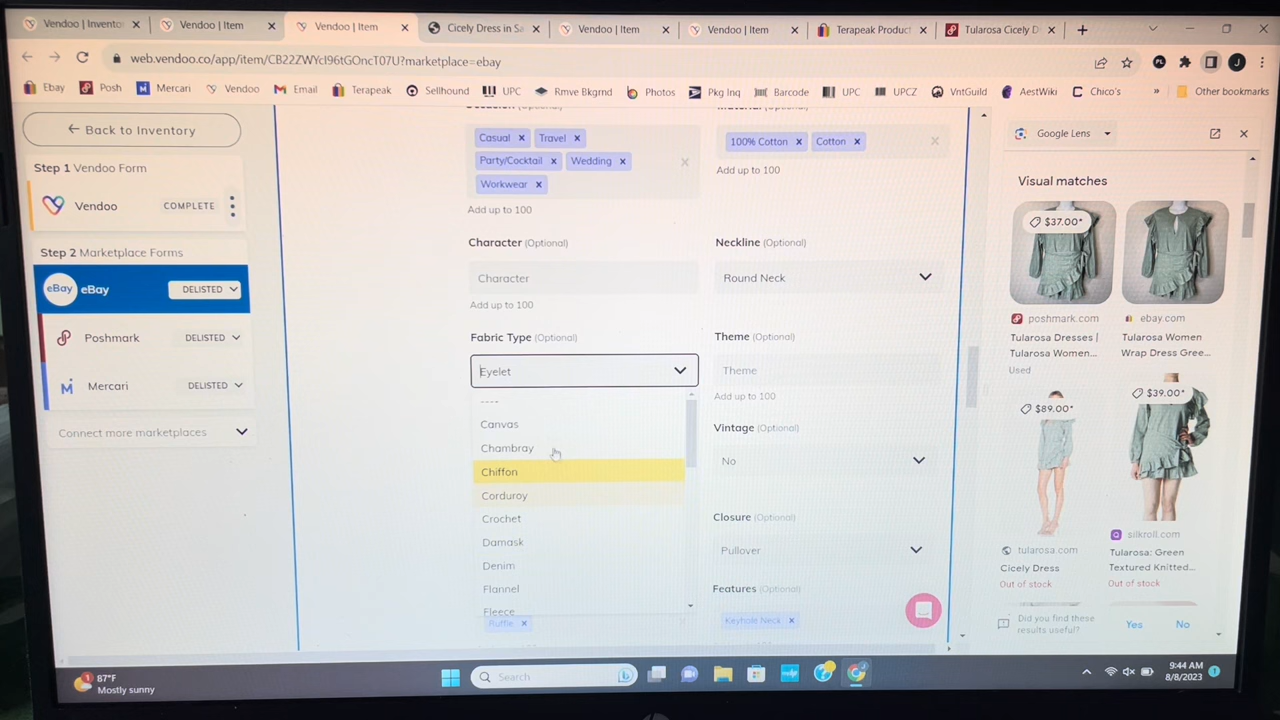 Vendoo | Invento
Vendoo | Item
Vendoo | Item
Cicely Dress in Sa
Vendoo | Item
Vendoo | Item
Terapeak Product
Tularosa Cicely D
web.vendoo.co/app/item/CB22ZWYcI96tGOncT07U?marketplace=ebay
PL
J
Ebay
Posh
Mercari
Vendoo
Email
Terapeak
Sellhound
UPC
Rmve Bkgrnd
Photos
Pkg Inq
Barcode
UPC
UPCZ
VntGuild
AestWiki
Chico's
»
Other bookmarks
← Back to Inventory
Step 1 Vendoo Form
Vendoo COMPLETE
Step 2 Marketplace Forms
eBay eBay DELISTED
Poshmark DELISTED
Mercari DELISTED
Connect more marketplaces
Casual × Travel ×
Party/Cocktail × Wedding ×
Workwear ×
Add up to 100
100% Cotton × Cotton ×
Add up to 100
Character (Optional)
Character
Add up to 100
Neckline (Optional)
Round Neck
Fabric Type (Optional)
Eyelet
Canvas
Chambray
Chiffon
Corduroy
Crochet
Damask
Denim
Flannel
Fleece
Ruffle ×
Theme (Optional)
Theme
Add up to 100
Vintage (Optional)
No
Closure (Optional)
Pullover
Features (Optional)
Keyhole Neck ×
Google Lens
Visual matches
$37.00*
poshmark.com
Tularosa Dresses |
Tularosa Women...
Used
ebay.com
Tularosa Women
Wrap Dress Gree...
$89.00*
tularosa.com
Cicely Dress
Out of stock
$39.00*
silkroll.com
Tularosa: Green
Textured Knitted...
Out of stock
Did you find these
results useful?
Yes
No
1
87°F
Mostly sunny
Search
9:44 AM
8/8/2023
1